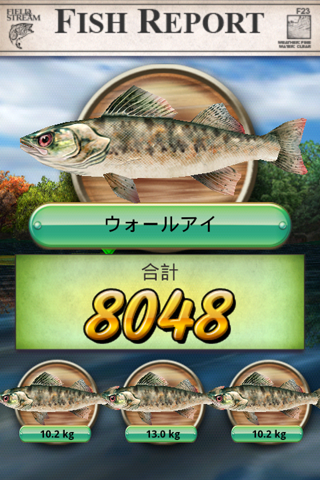 FIELD
STREAM
FISH REPORT
F23
WEATHER: FINE
WATER: CLEAR
ウォールアイ
合計
8048
10.2 kg
13.0 kg
10.2 kg